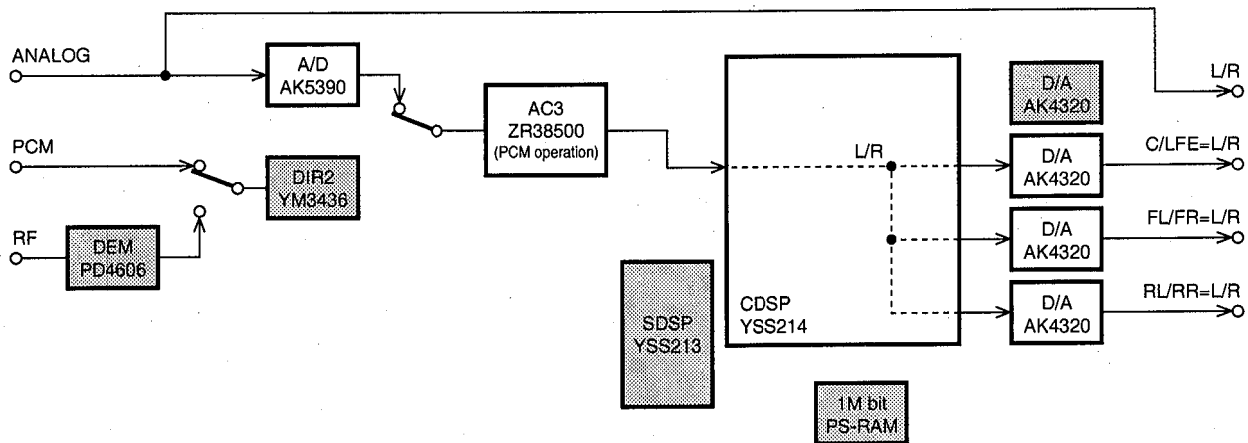 ANALOG
A/D
AK5390
AC3
ZR38500
(PCM operation)
PCM
DIR2
YM3436
RF
DEM
PD4606
L/R
CDSP
YSS214
SDSP
YSS213
1M bit
PS-RAM
D/A
AK4320
L/R
D/A
AK4320
C/LFE=L/R
D/A
AK4320
FL/FR=L/R
D/A
AK4320
RL/RR=L/R